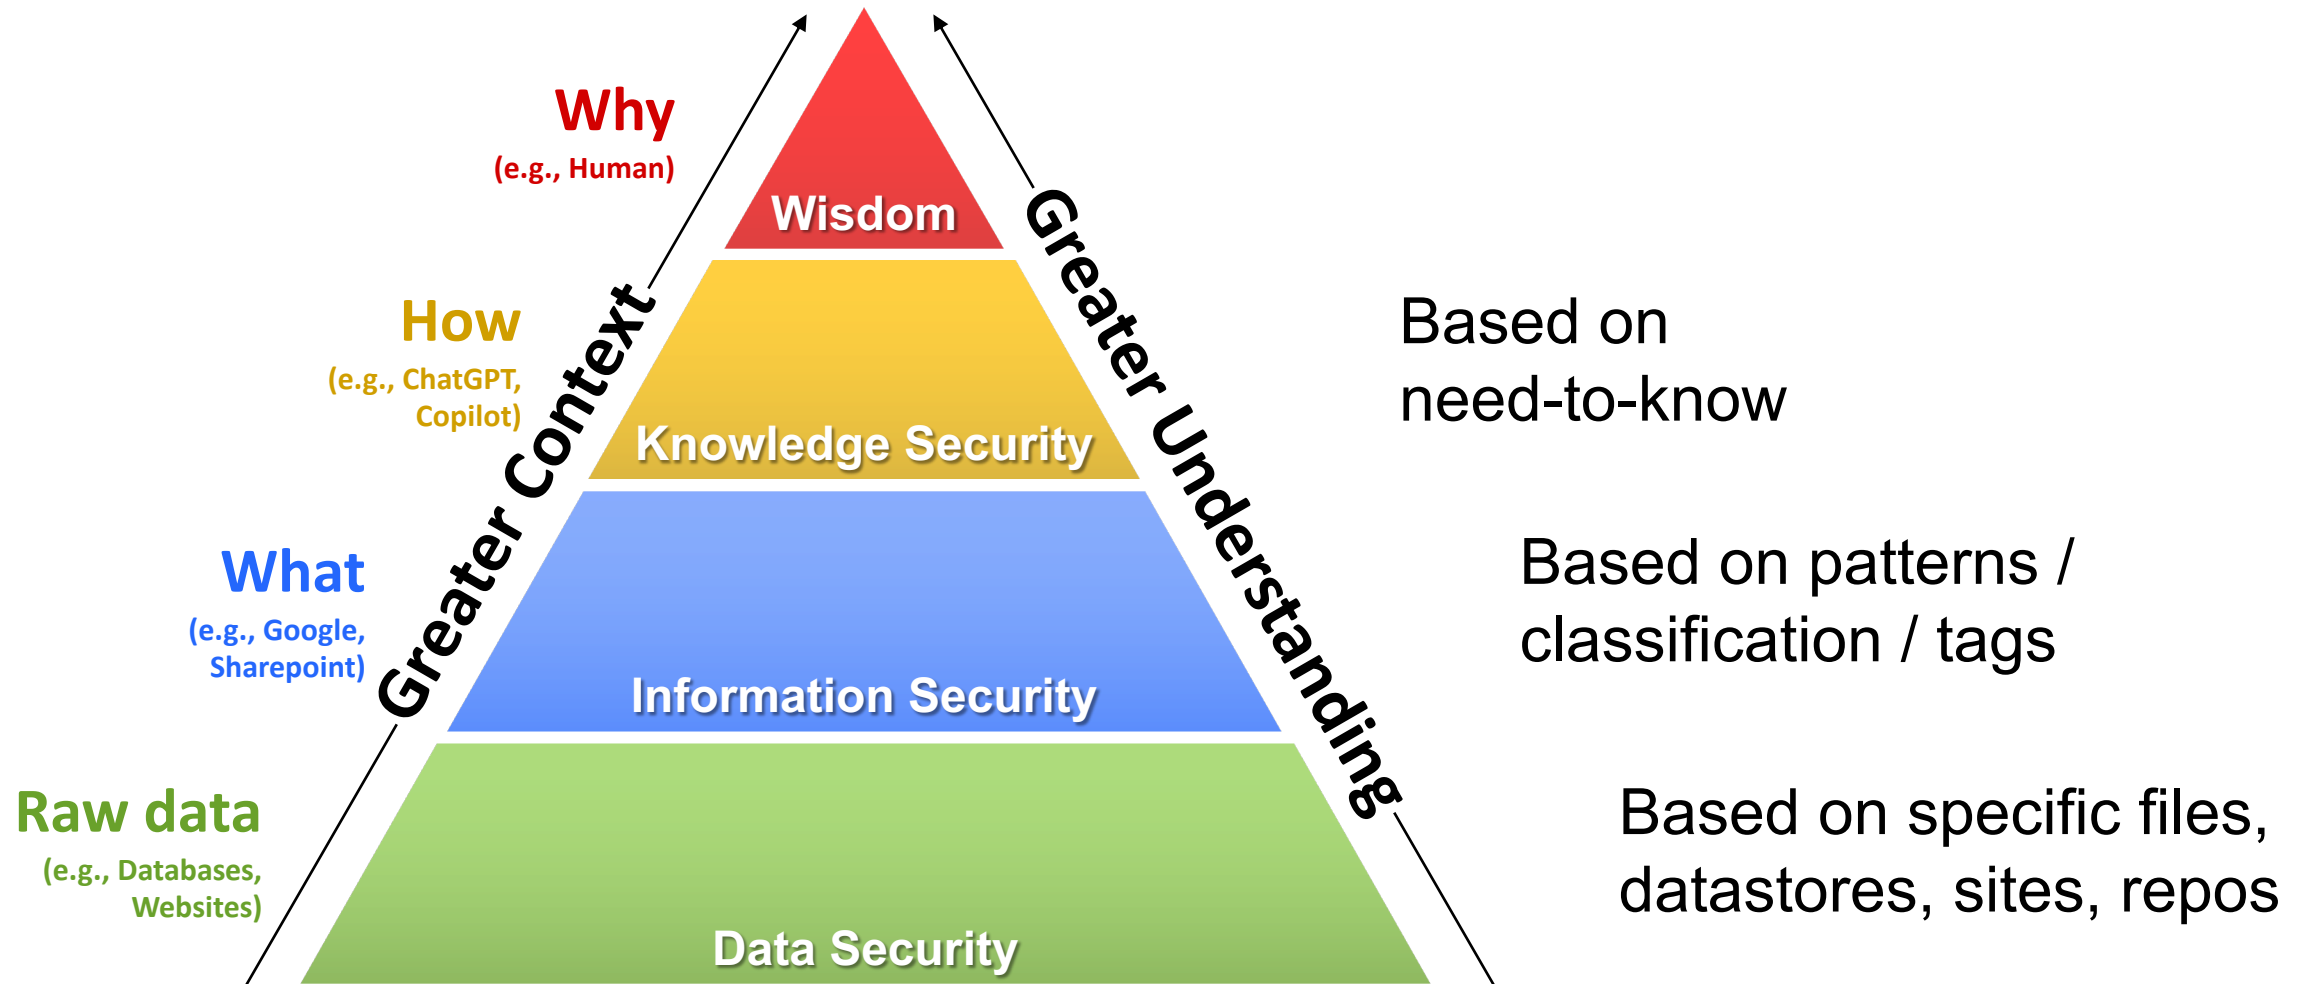 Why
(e.g., Human)
Wisdom
How
(e.g., ChatGPT,
Copilot)
Knowledge Security
Based on
need-to-know
What
(e.g., Google,
Sharepoint)
Information Security
Based on patterns /
classification / tags
Raw data
(e.g., Databases,
Websites)
Data Security
Based on specific files,
datastores, sites, repos
Greater Context
Greater Understanding